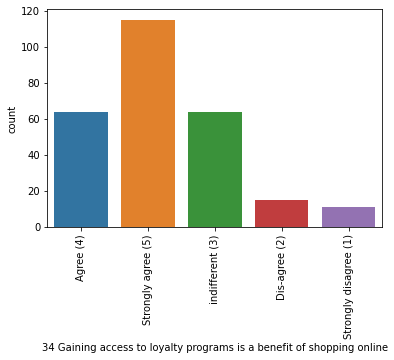 120
100
80
60
40
20
0
count
Agree (4)
Strongly agree (5)
indifferent (3)
Dis-agree (2)
Strongly disagree (1)
34 Gaining access to loyalty programs is a benefit of shopping online